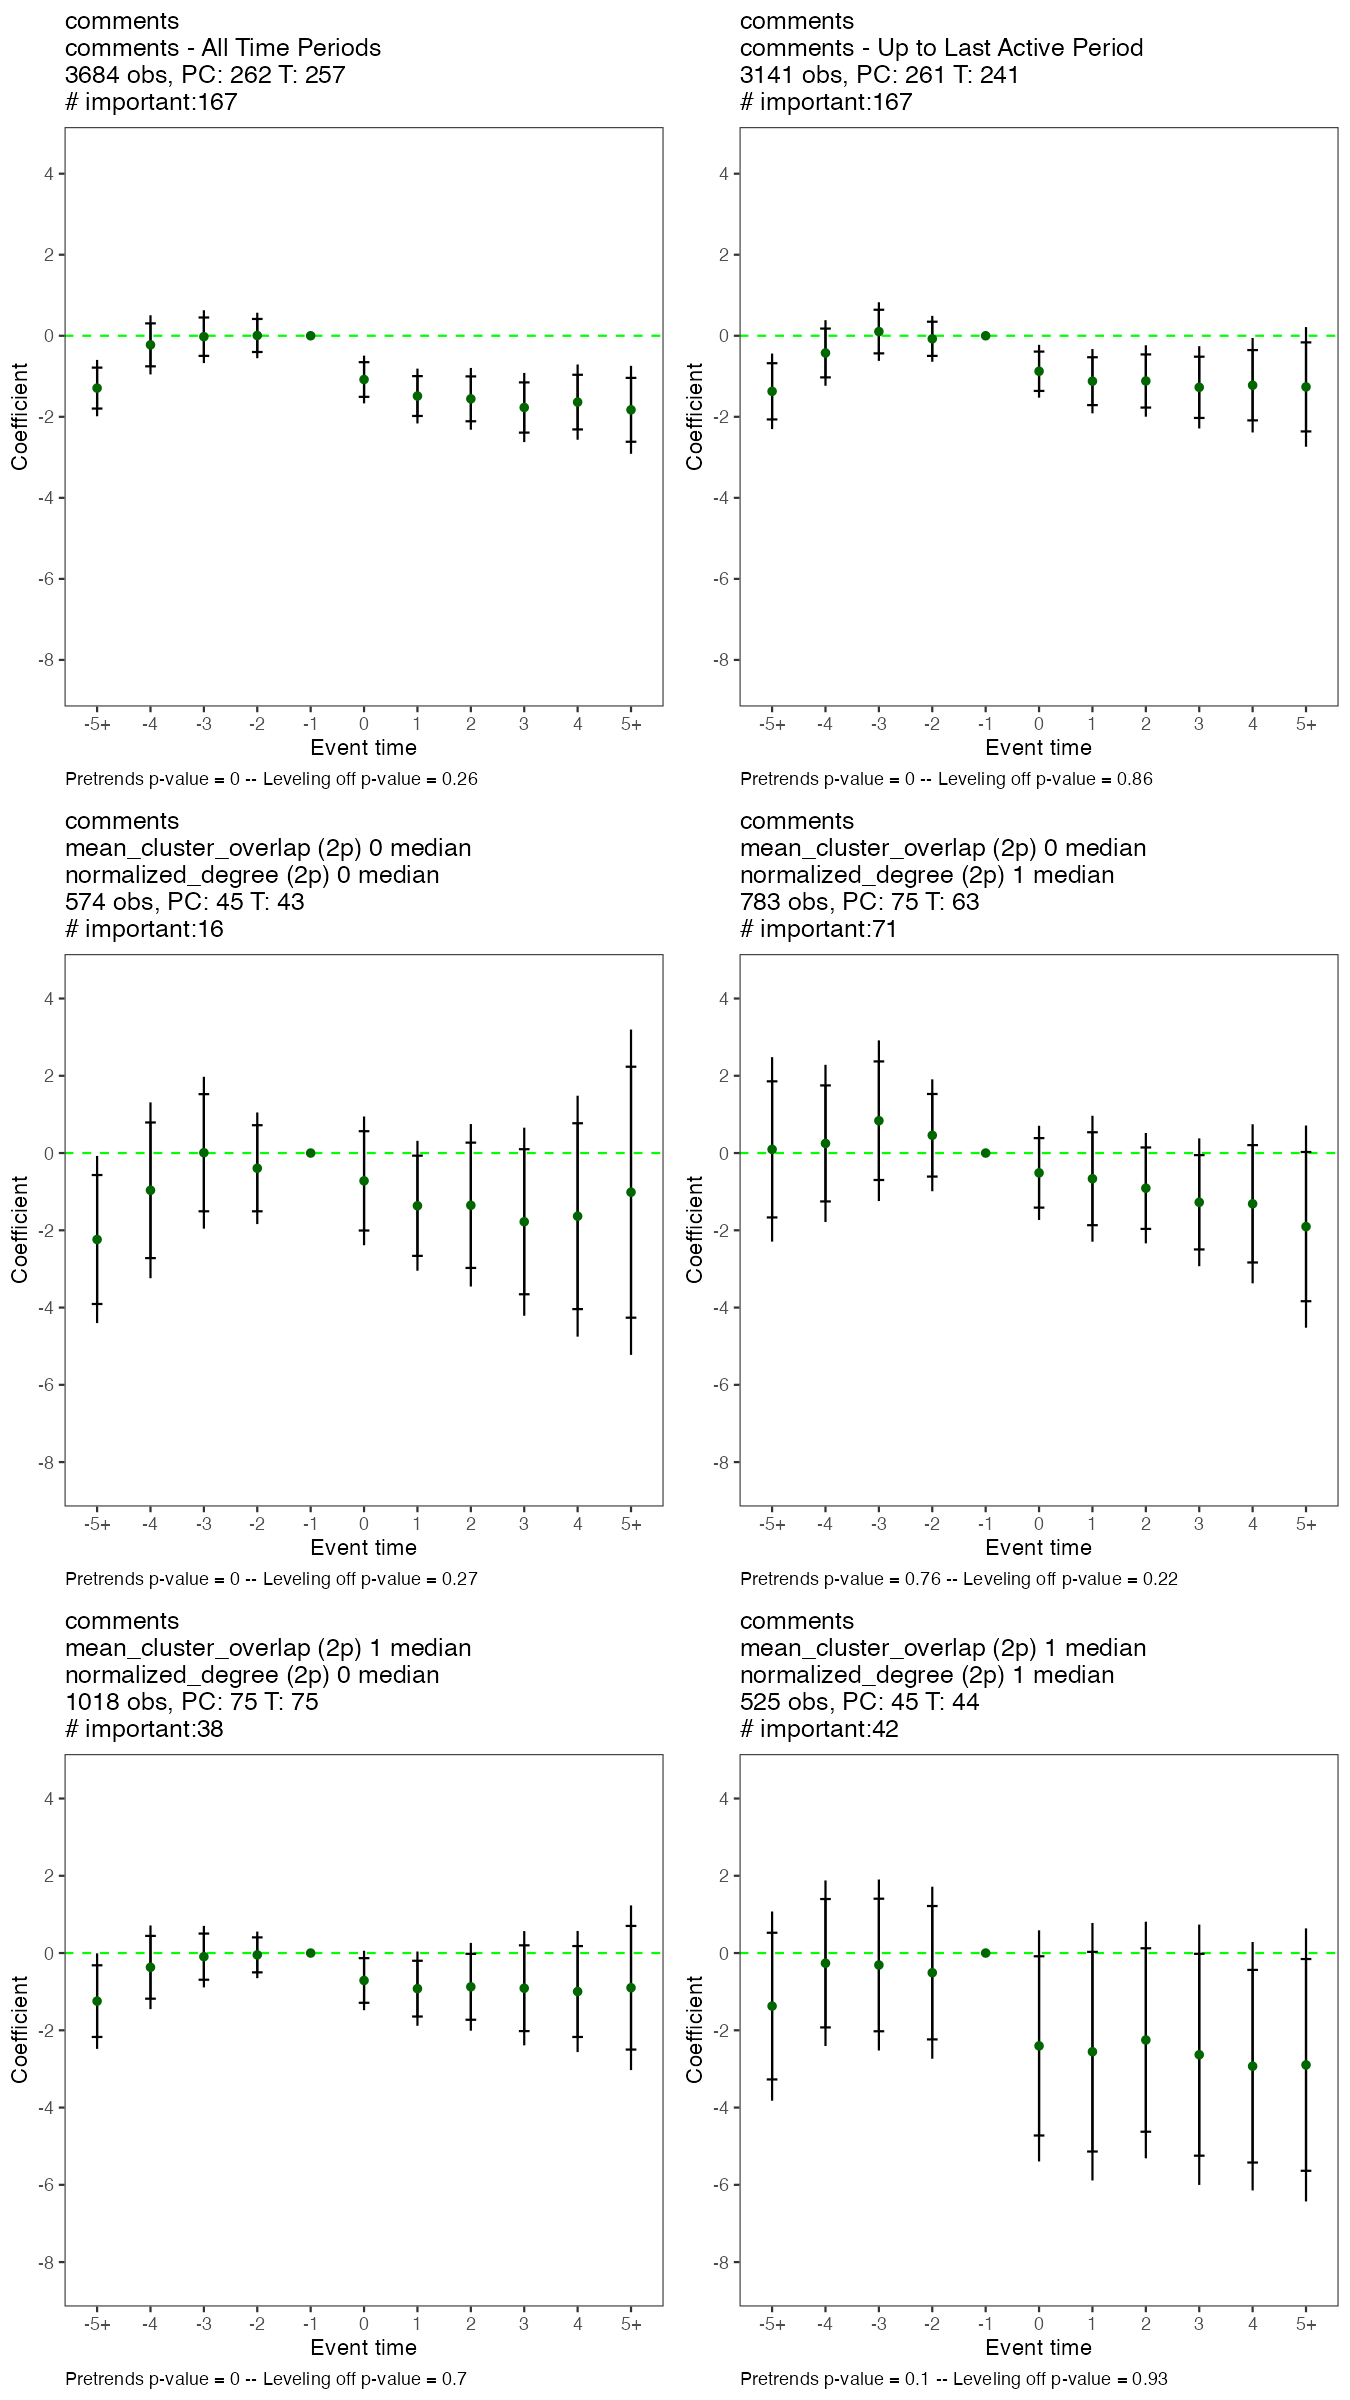 comments
comments - All Time Periods
3684 obs, PC: 262 T: 257
# important:167
4
2
0
-2
-4
-6
-8
Coefficient
-5+ -4 -3 -2 -1 0 1 2 3 4 5+
Event time
Pretrends p-value = 0 -- Leveling off p-value = 0.26
comments
comments - Up to Last Active Period
3141 obs, PC: 261 T: 241
# important:167
4
2
0
-2
-4
-6
-8
Coefficient
-5+ -4 -3 -2 -1 0 1 2 3 4 5+
Event time
Pretrends p-value = 0 -- Leveling off p-value = 0.86
comments
mean_cluster_overlap (2p) 0 median
normalized_degree (2p) 0 median
574 obs, PC: 45 T: 43
# important:16
4
2
0
-2
-4
-6
-8
Coefficient
-5+ -4 -3 -2 -1 0 1 2 3 4 5+
Event time
Pretrends p-value = 0 -- Leveling off p-value = 0.27
comments
mean_cluster_overlap (2p) 0 median
normalized_degree (2p) 1 median
783 obs, PC: 75 T: 63
# important:71
4
2
0
-2
-4
-6
-8
Coefficient
-5+ -4 -3 -2 -1 0 1 2 3 4 5+
Event time
Pretrends p-value = 0.76 -- Leveling off p-value = 0.22
comments
mean_cluster_overlap (2p) 1 median
normalized_degree (2p) 0 median
1018 obs, PC: 75 T: 75
# important:38
4
2
0
-2
-4
-6
-8
Coefficient
-5+ -4 -3 -2 -1 0 1 2 3 4 5+
Event time
Pretrends p-value = 0 -- Leveling off p-value = 0.7
comments
mean_cluster_overlap (2p) 1 median
normalized_degree (2p) 1 median
525 obs, PC: 45 T: 44
# important:42
4
2
0
-2
-4
-6
-8
Coefficient
-5+ -4 -3 -2 -1 0 1 2 3 4 5+
Event time
Pretrends p-value = 0.1 -- Leveling off p-value = 0.93